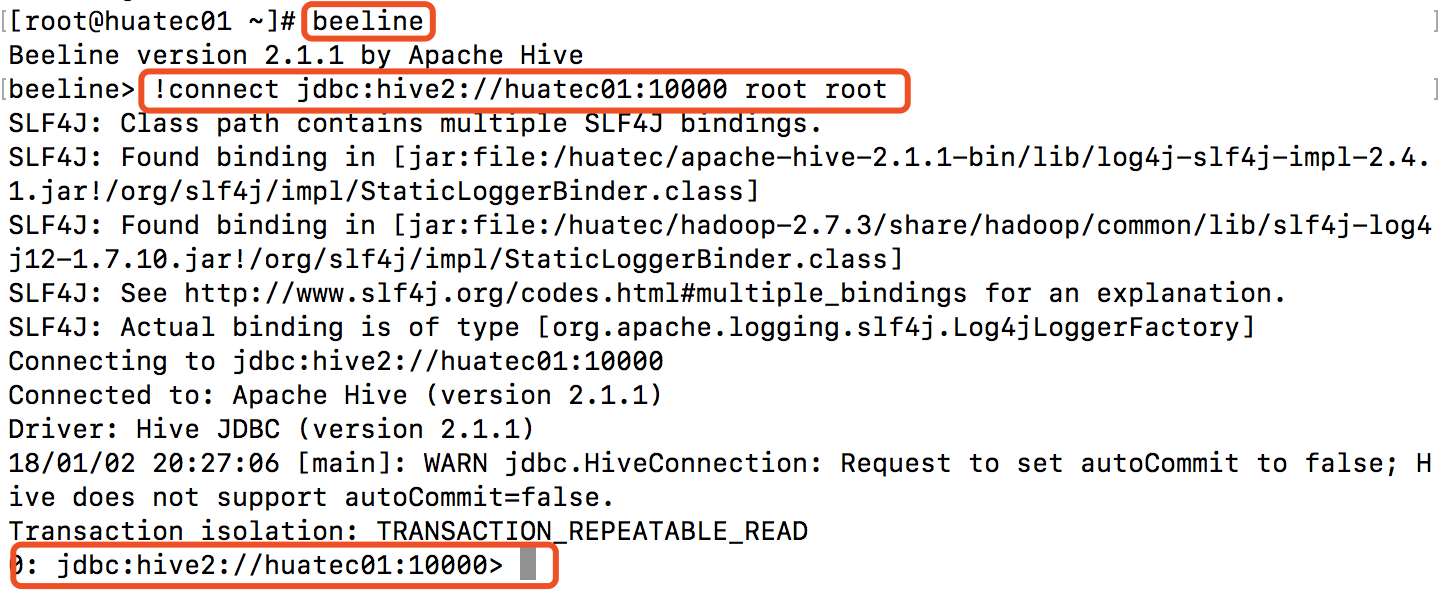 [[root@huatec01 ~]# beeline ]
Beeline version 2.1.1 by Apache Hive
[beeline> !connect jdbc:hive2://huatec01:10000 root root ]
SLF4J: Class path contains multiple SLF4J bindings.
SLF4J: Found binding in [jar:file:/huatec/apache-hive-2.1.1-bin/lib/log4j-slf4j-impl-2.4.
1.jar!/org/slf4j/impl/StaticLoggerBinder.class]
SLF4J: Found binding in [jar:file:/huatec/hadoop-2.7.3/share/hadoop/common/lib/slf4j-log4
j12-1.7.10.jar!/org/slf4j/impl/StaticLoggerBinder.class]
SLF4J: See http://www.slf4j.org/codes.html#multiple_bindings for an explanation.
SLF4J: Actual binding is of type [org.apache.logging.slf4j.Log4jLoggerFactory]
Connecting to jdbc:hive2://huatec01:10000
Connected to: Apache Hive (version 2.1.1)
Driver: Hive JDBC (version 2.1.1)
18/01/02 20:27:06 [main]: WARN jdbc.HiveConnection: Request to set autoCommit to false; H
ive does not support autoCommit=false.
Transaction isolation: TRANSACTION_REPEATABLE_READ
0: jdbc:hive2://huatec01:10000>